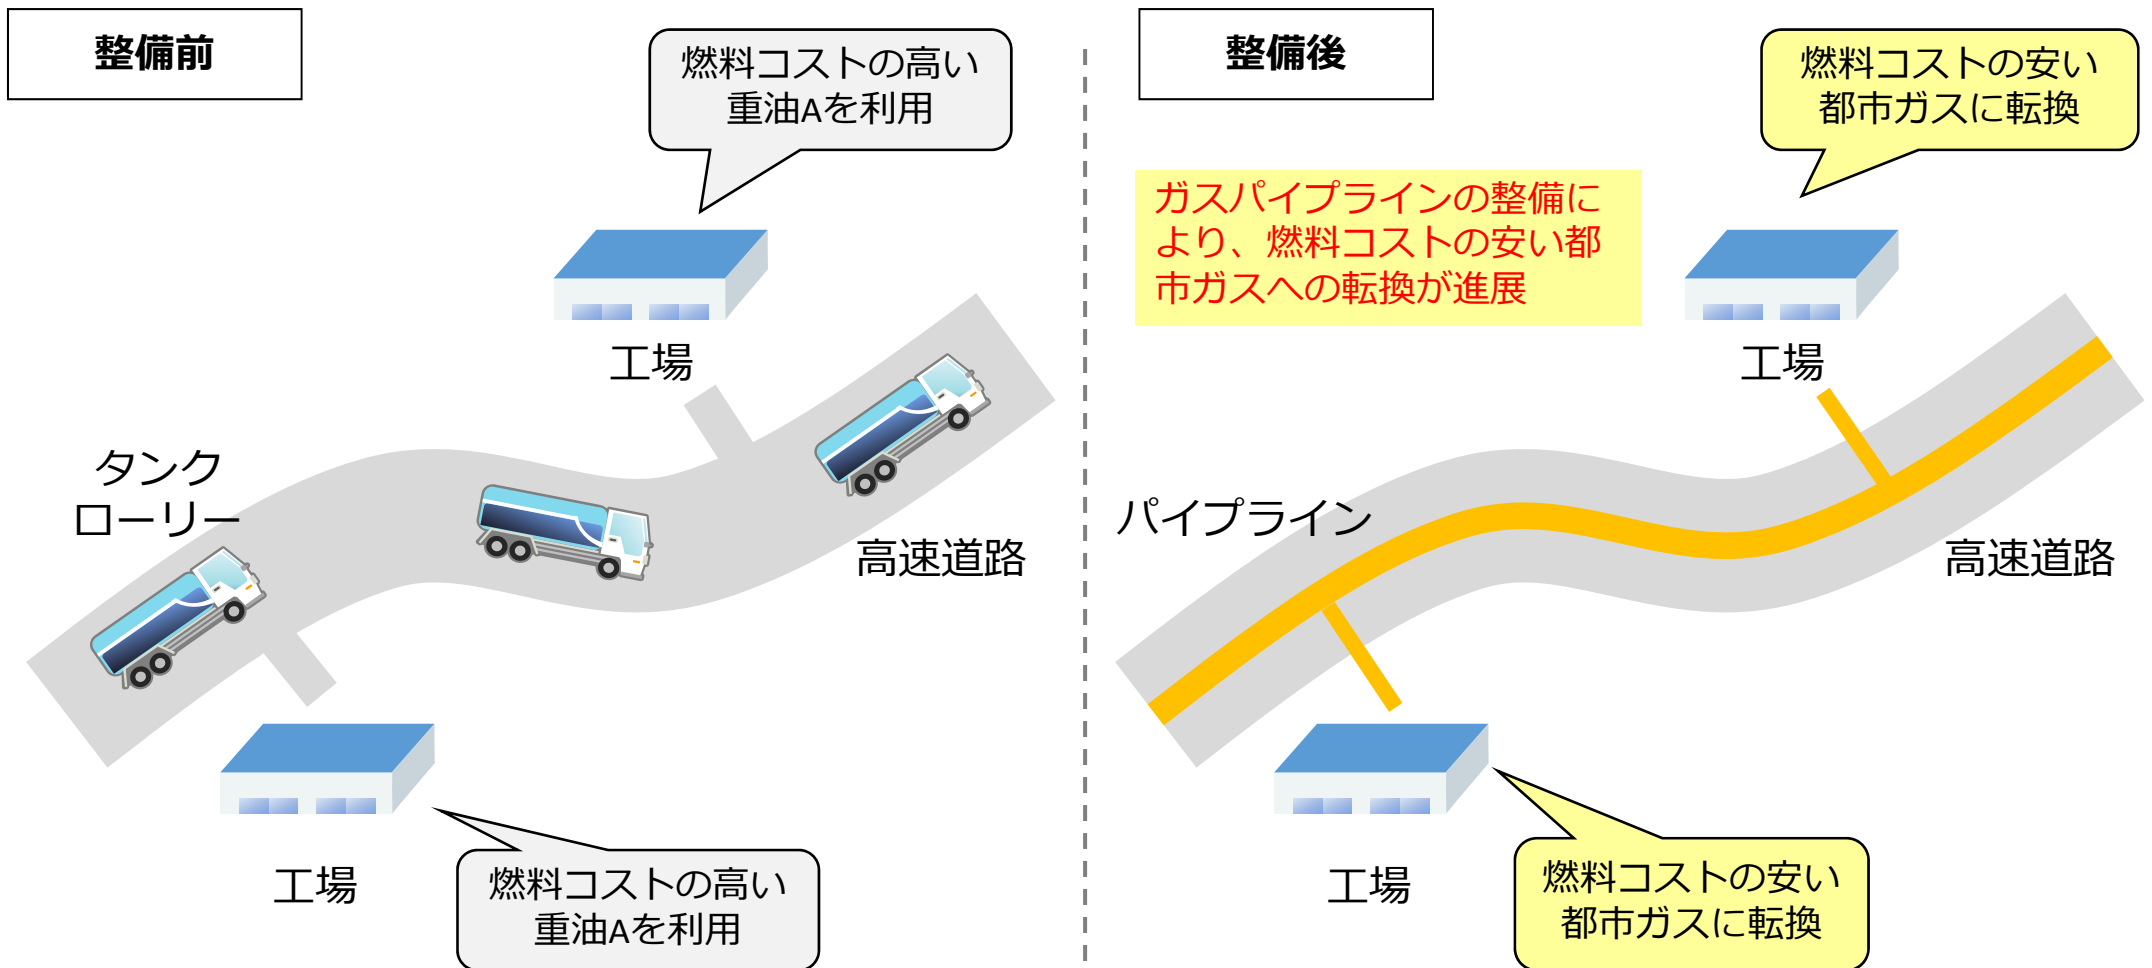 整備前
燃料コストの高い
重油Aを利用
工場
タンク
ローリー
高速道路
工場
燃料コストの高い
重油Aを利用
整備後
燃料コストの安い
都市ガスに転換
ガスパイプラインの整備に
より、燃料コストの安い都
市ガスへの転換が進展
工場
パイプライン
高速道路
工場
燃料コストの安い
都市ガスに転換